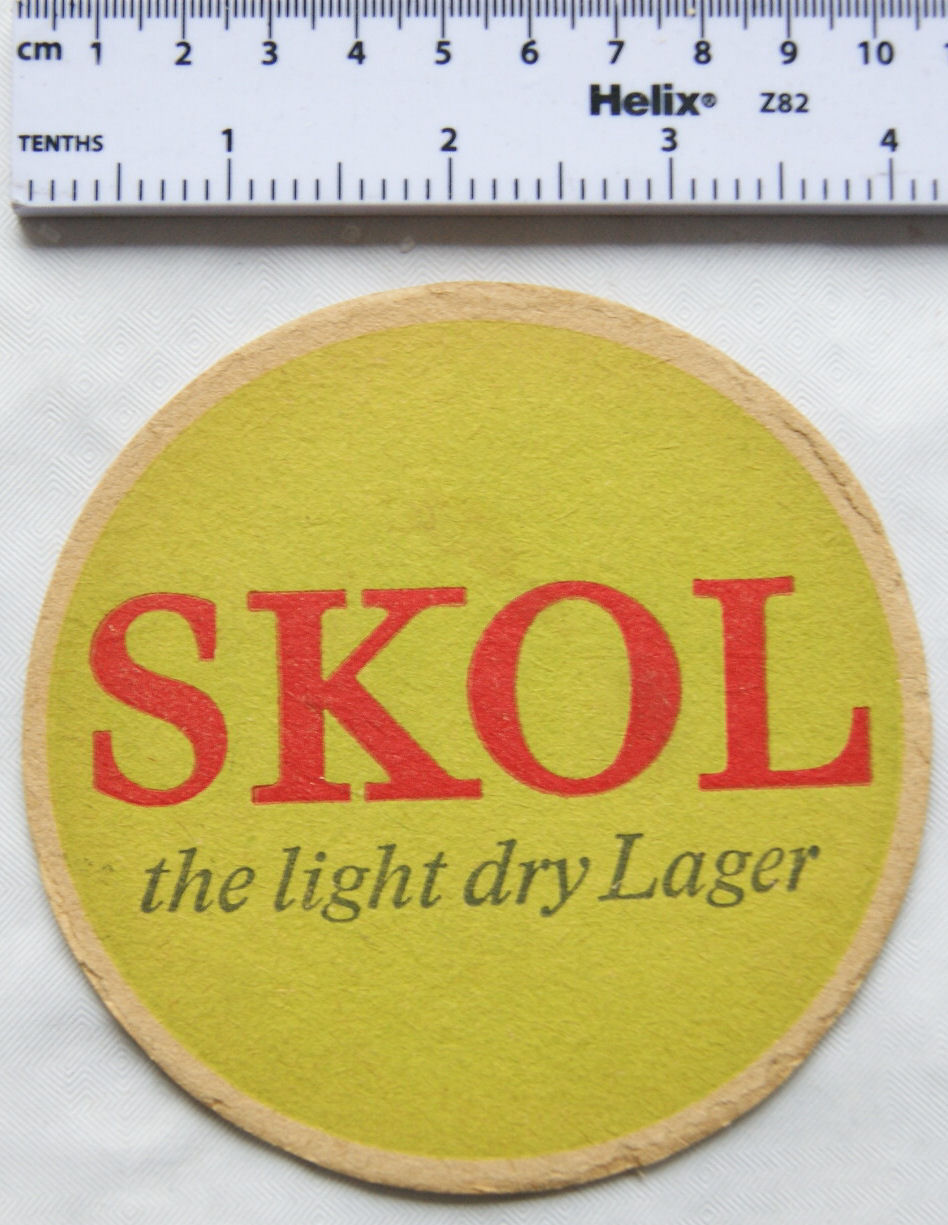 cm 1 2 3 4 5 6 7 8 9 10
Helix® Z82
TENTHS 1 2 3 4
SKOL
the light dry Lager